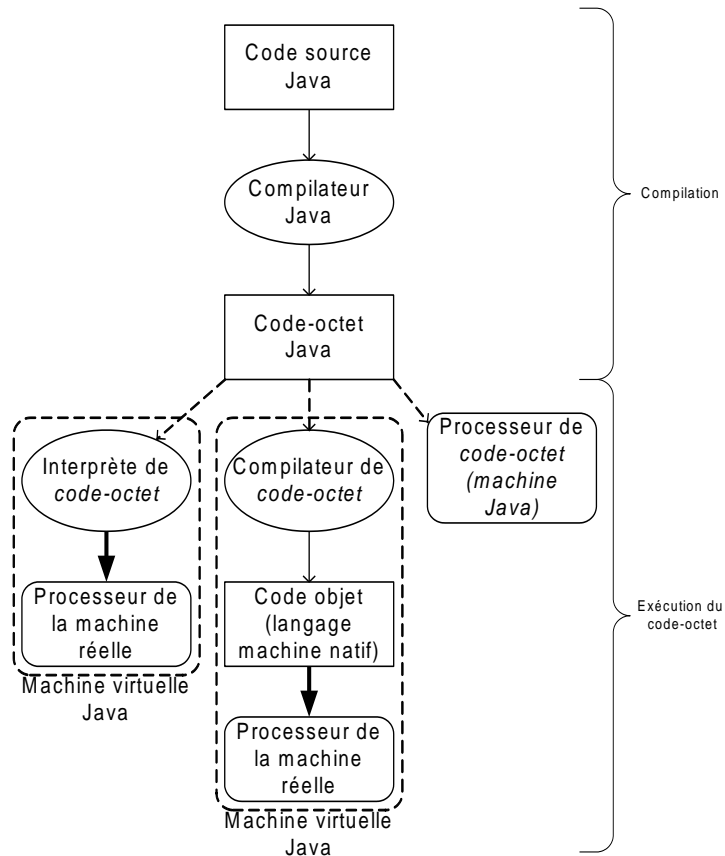 Code source
Java
Compilateur
Java
Compilation
Code-octet
Java
Interprète de
code-octet
Compilateur de
code-octet
Processeur de
code-octet
(machine
Java)
Processeur de
la machine
réelle
Machine virtuelle
Java
Code objet
(langage
machine natif)
Exécution du
code-octet
Processeur de
la machine
réelle
Machine virtuelle
Java